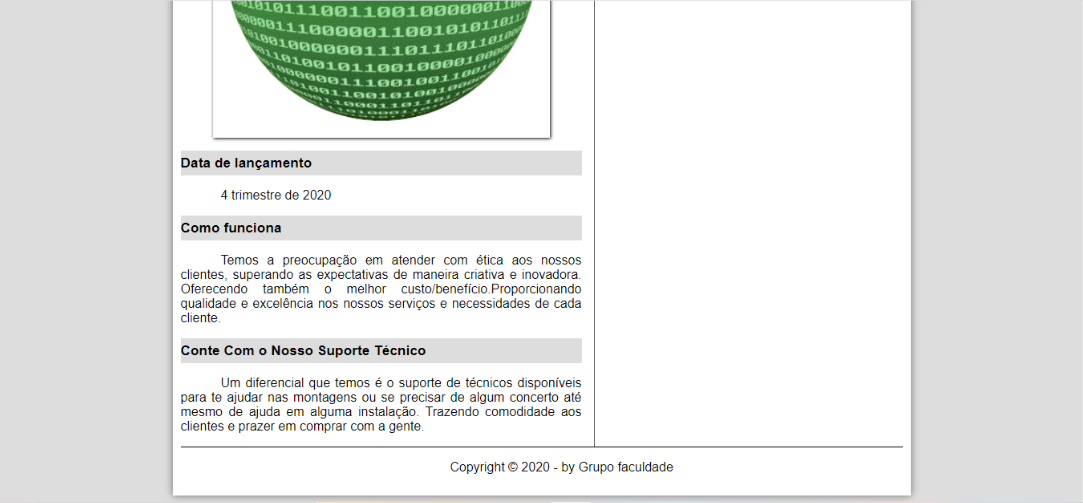 Data de lançamento
4 trimestre de 2020
Como funciona
Temos a preocupação em atender com ética aos nossos
clientes, superando as expectativas de maneira criativa e inovadora.
Oferecendo também o melhor custo/benefício.Proporcionando
qualidade e excelência nos nossos serviços e necessidades de cada
cliente.
Conte Com o Nosso Suporte Técnico
Um diferencial que temos é o suporte de técnicos disponíveis
para te ajudar nas montagens ou se precisar de algum concerto até
mesmo de ajuda em alguma instalação. Trazendo comodidade aos
clientes e prazer em comprar com a gente.
Copyright © 2020 - by Grupo faculdade